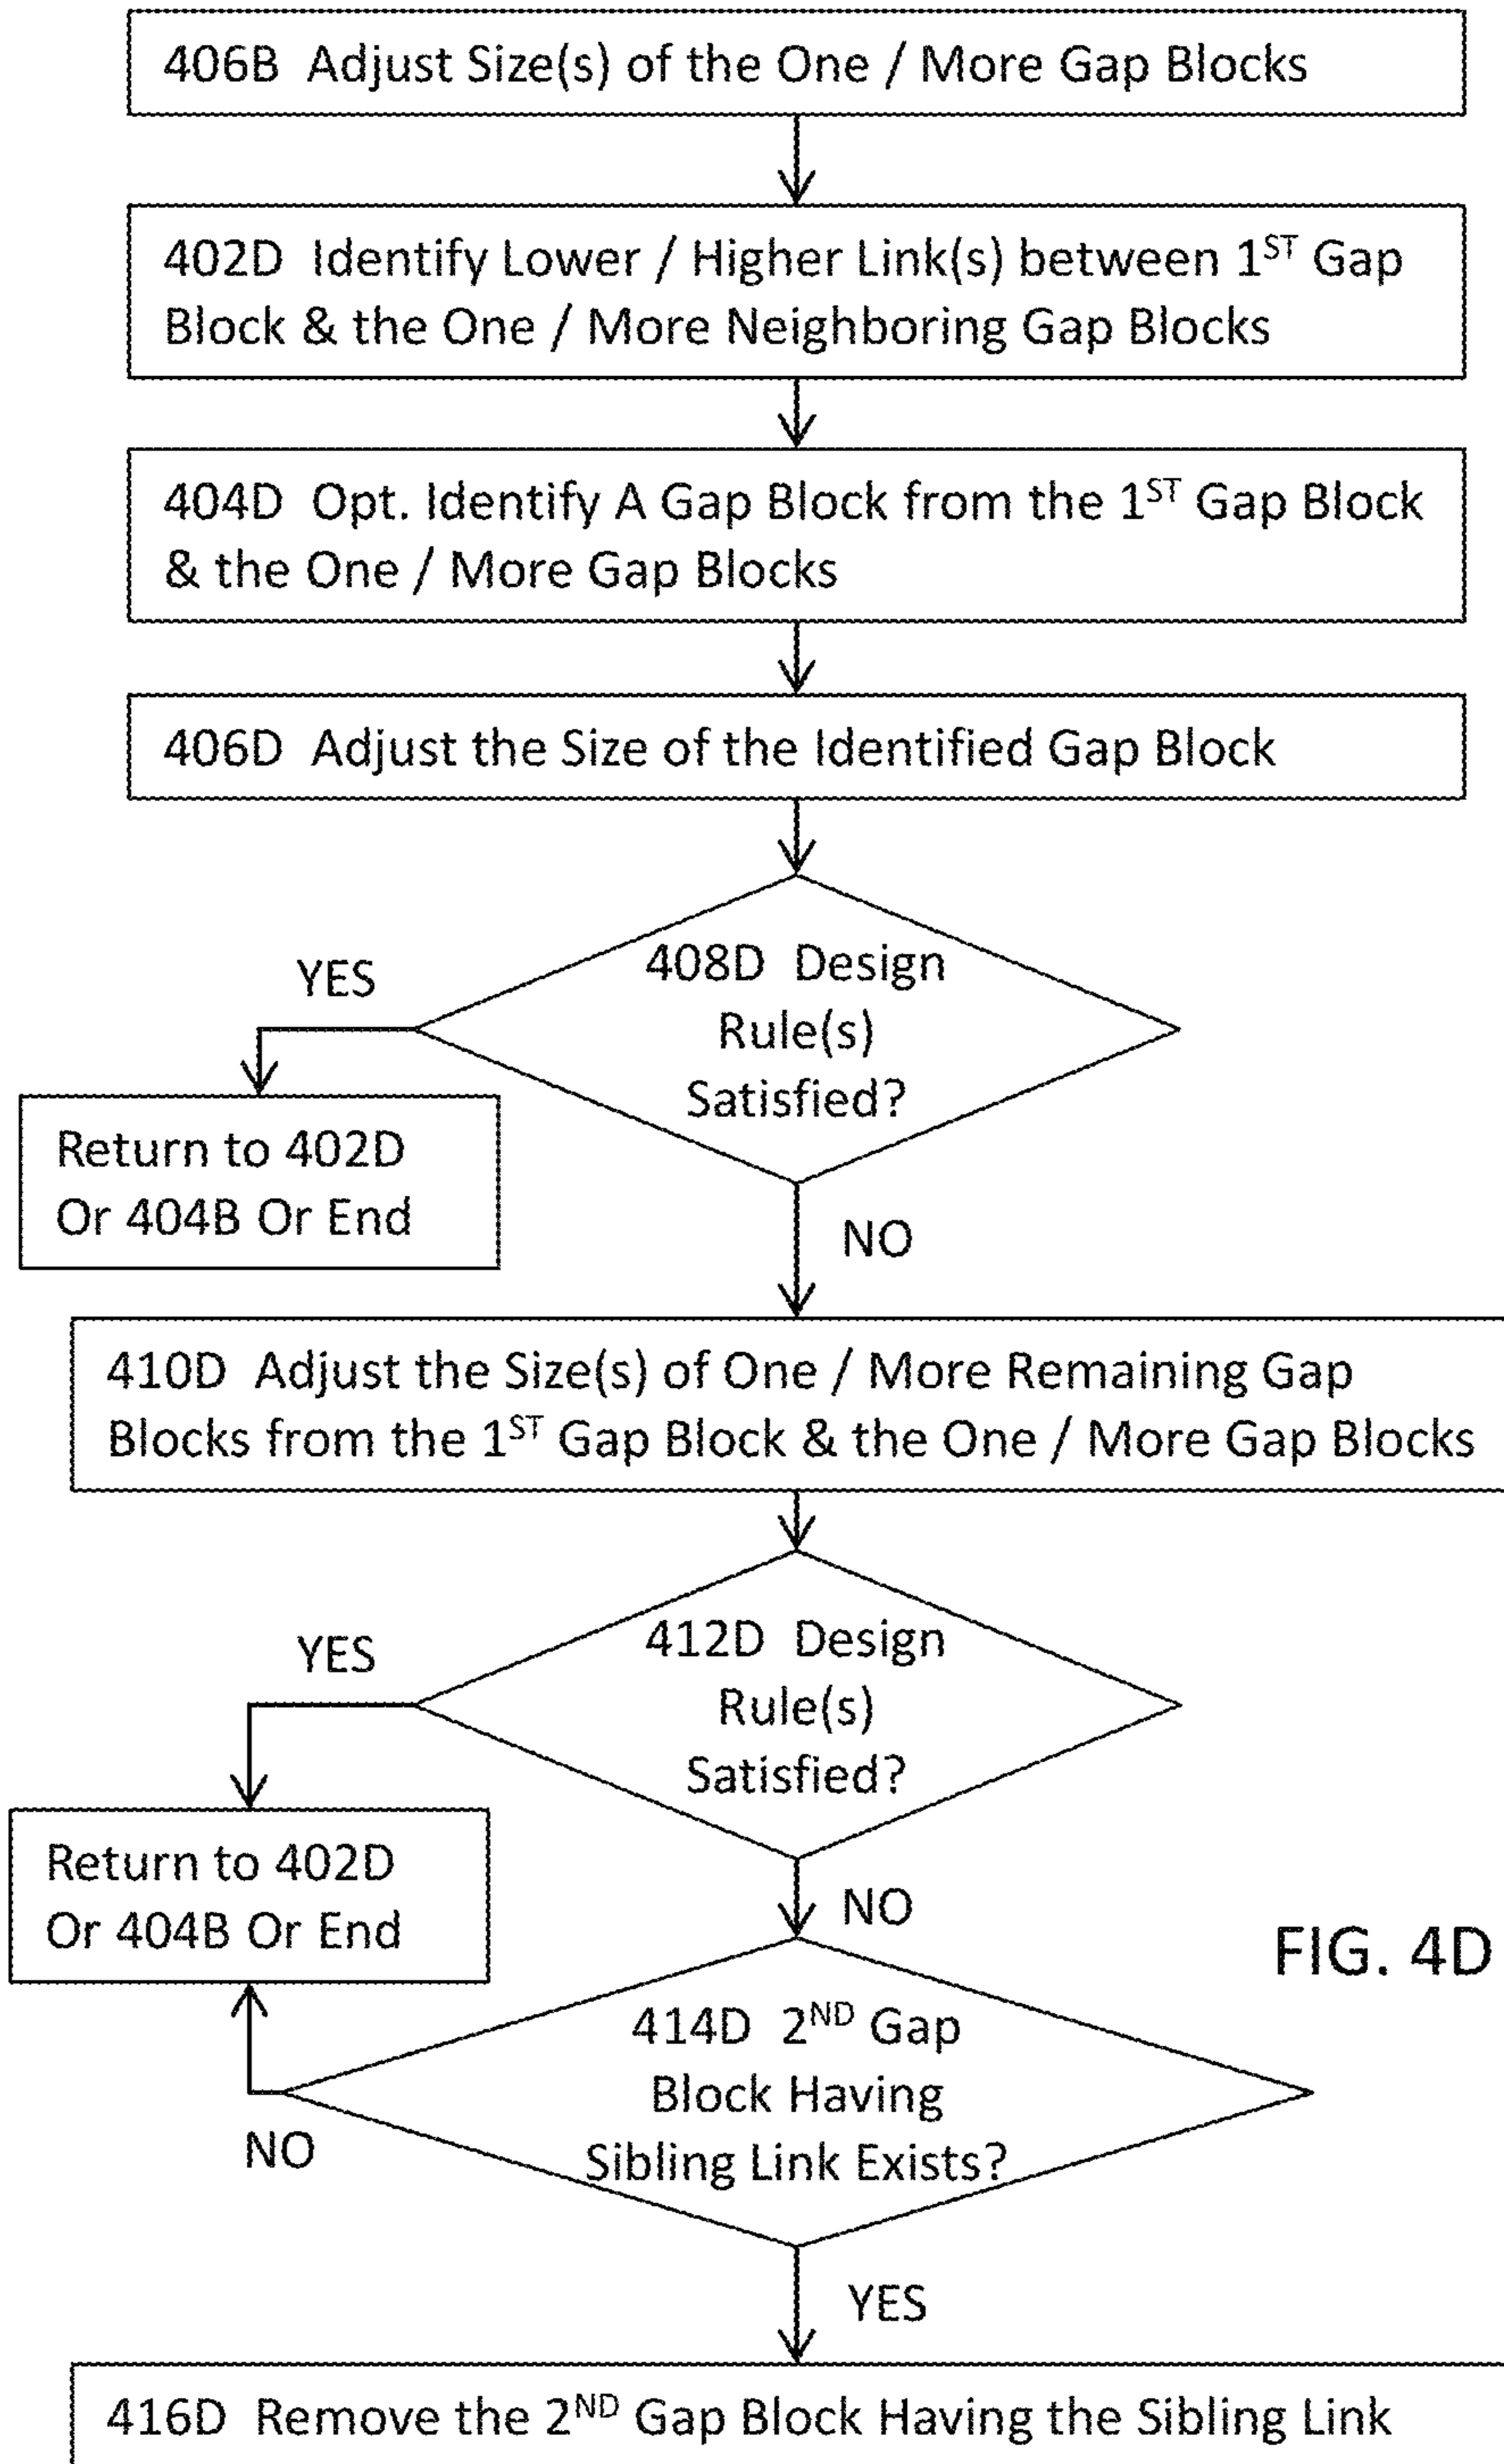 406B Adjust Size(s) of the One / More Gap Blocks
402D Identify Lower / Higher Link(s) between 1ST Gap
Block & the One / More Neighboring Gap Blocks
404D Opt. Identify A Gap Block from the 1ST Gap Block
& the One / More Gap Blocks
406D Adjust the Size of the Identified Gap Block
408D Design
Rule(s)
Satisfied?
YES
Return to 402D
Or 404B Or End
NO
410D Adjust the Size(s) of One / More Remaining Gap
Blocks from the 1ST Gap Block & the One / More Gap Blocks
412D Design
Rule(s)
Satisfied?
YES
Return to 402D
Or 404B Or End
NO
FIG. 4D
414D 2ND Gap
Block Having
Sibling Link Exists?
NO
YES
416D Remove the 2ND Gap Block Having the Sibling Link